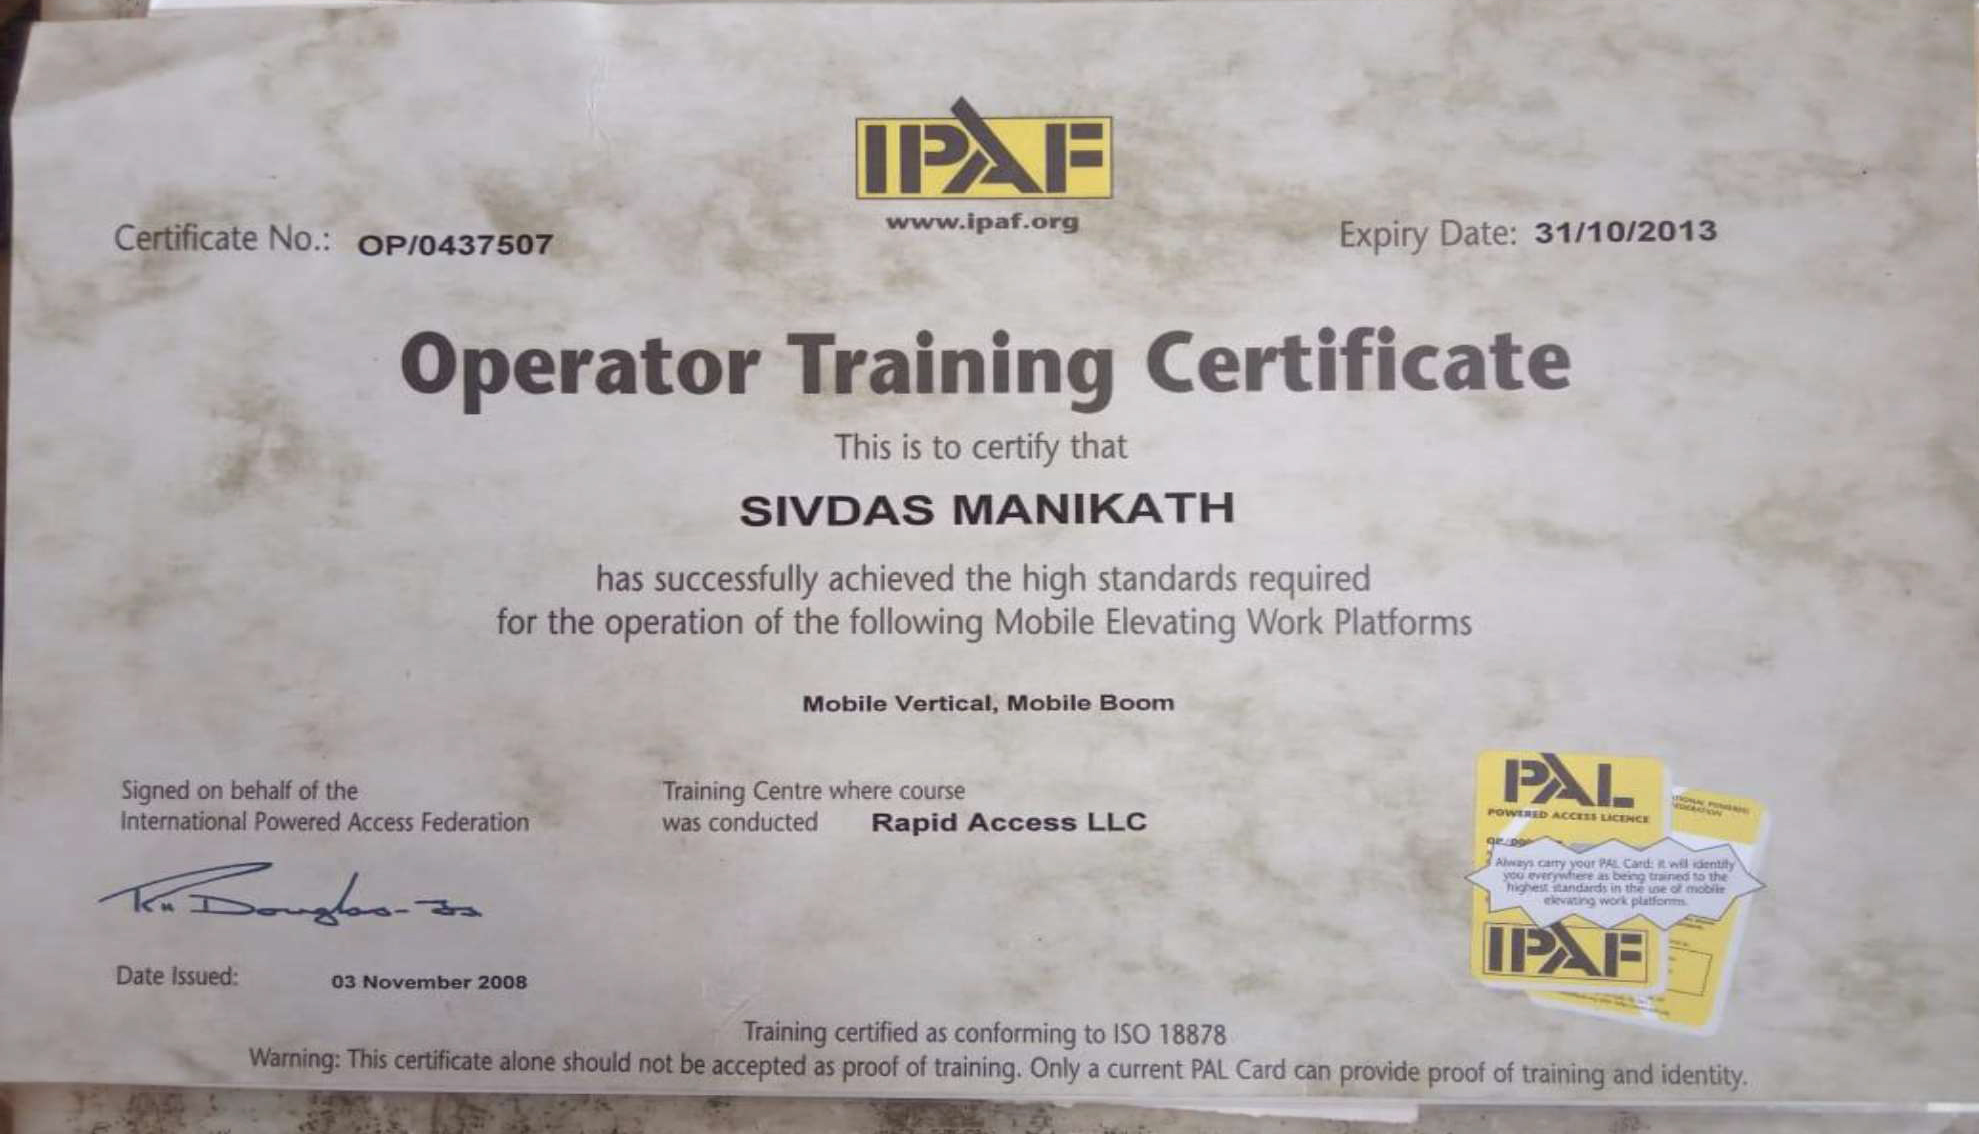 IPAF
www.ipaf.org
Certificate No.: OP/0437507
Expiry Date: 31/10/2013
Operator Training Certificate
This is to certify that
SIVDAS MANIKATH
has successfully achieved the high standards required
for the operation of the following Mobile Elevating Work Platforms
Mobile Vertical, Mobile Boom
Signed on behalf of the
International Powered Access Federation
Training Centre where course
was conducted Rapid Access LLC
Date Issued: 03 November 2008
PAL
POWERED ACCESS LICENCE
Always carry your PAL Card: it will identify
you everywhere as being trained to the
highest standards in the use of mobile
elevating work platforms.
IPAF
Training certified as conforming to ISO 18878
Warning: This certificate alone should not be accepted as proof of training. Only a current PAL Card can provide proof of training and identity.